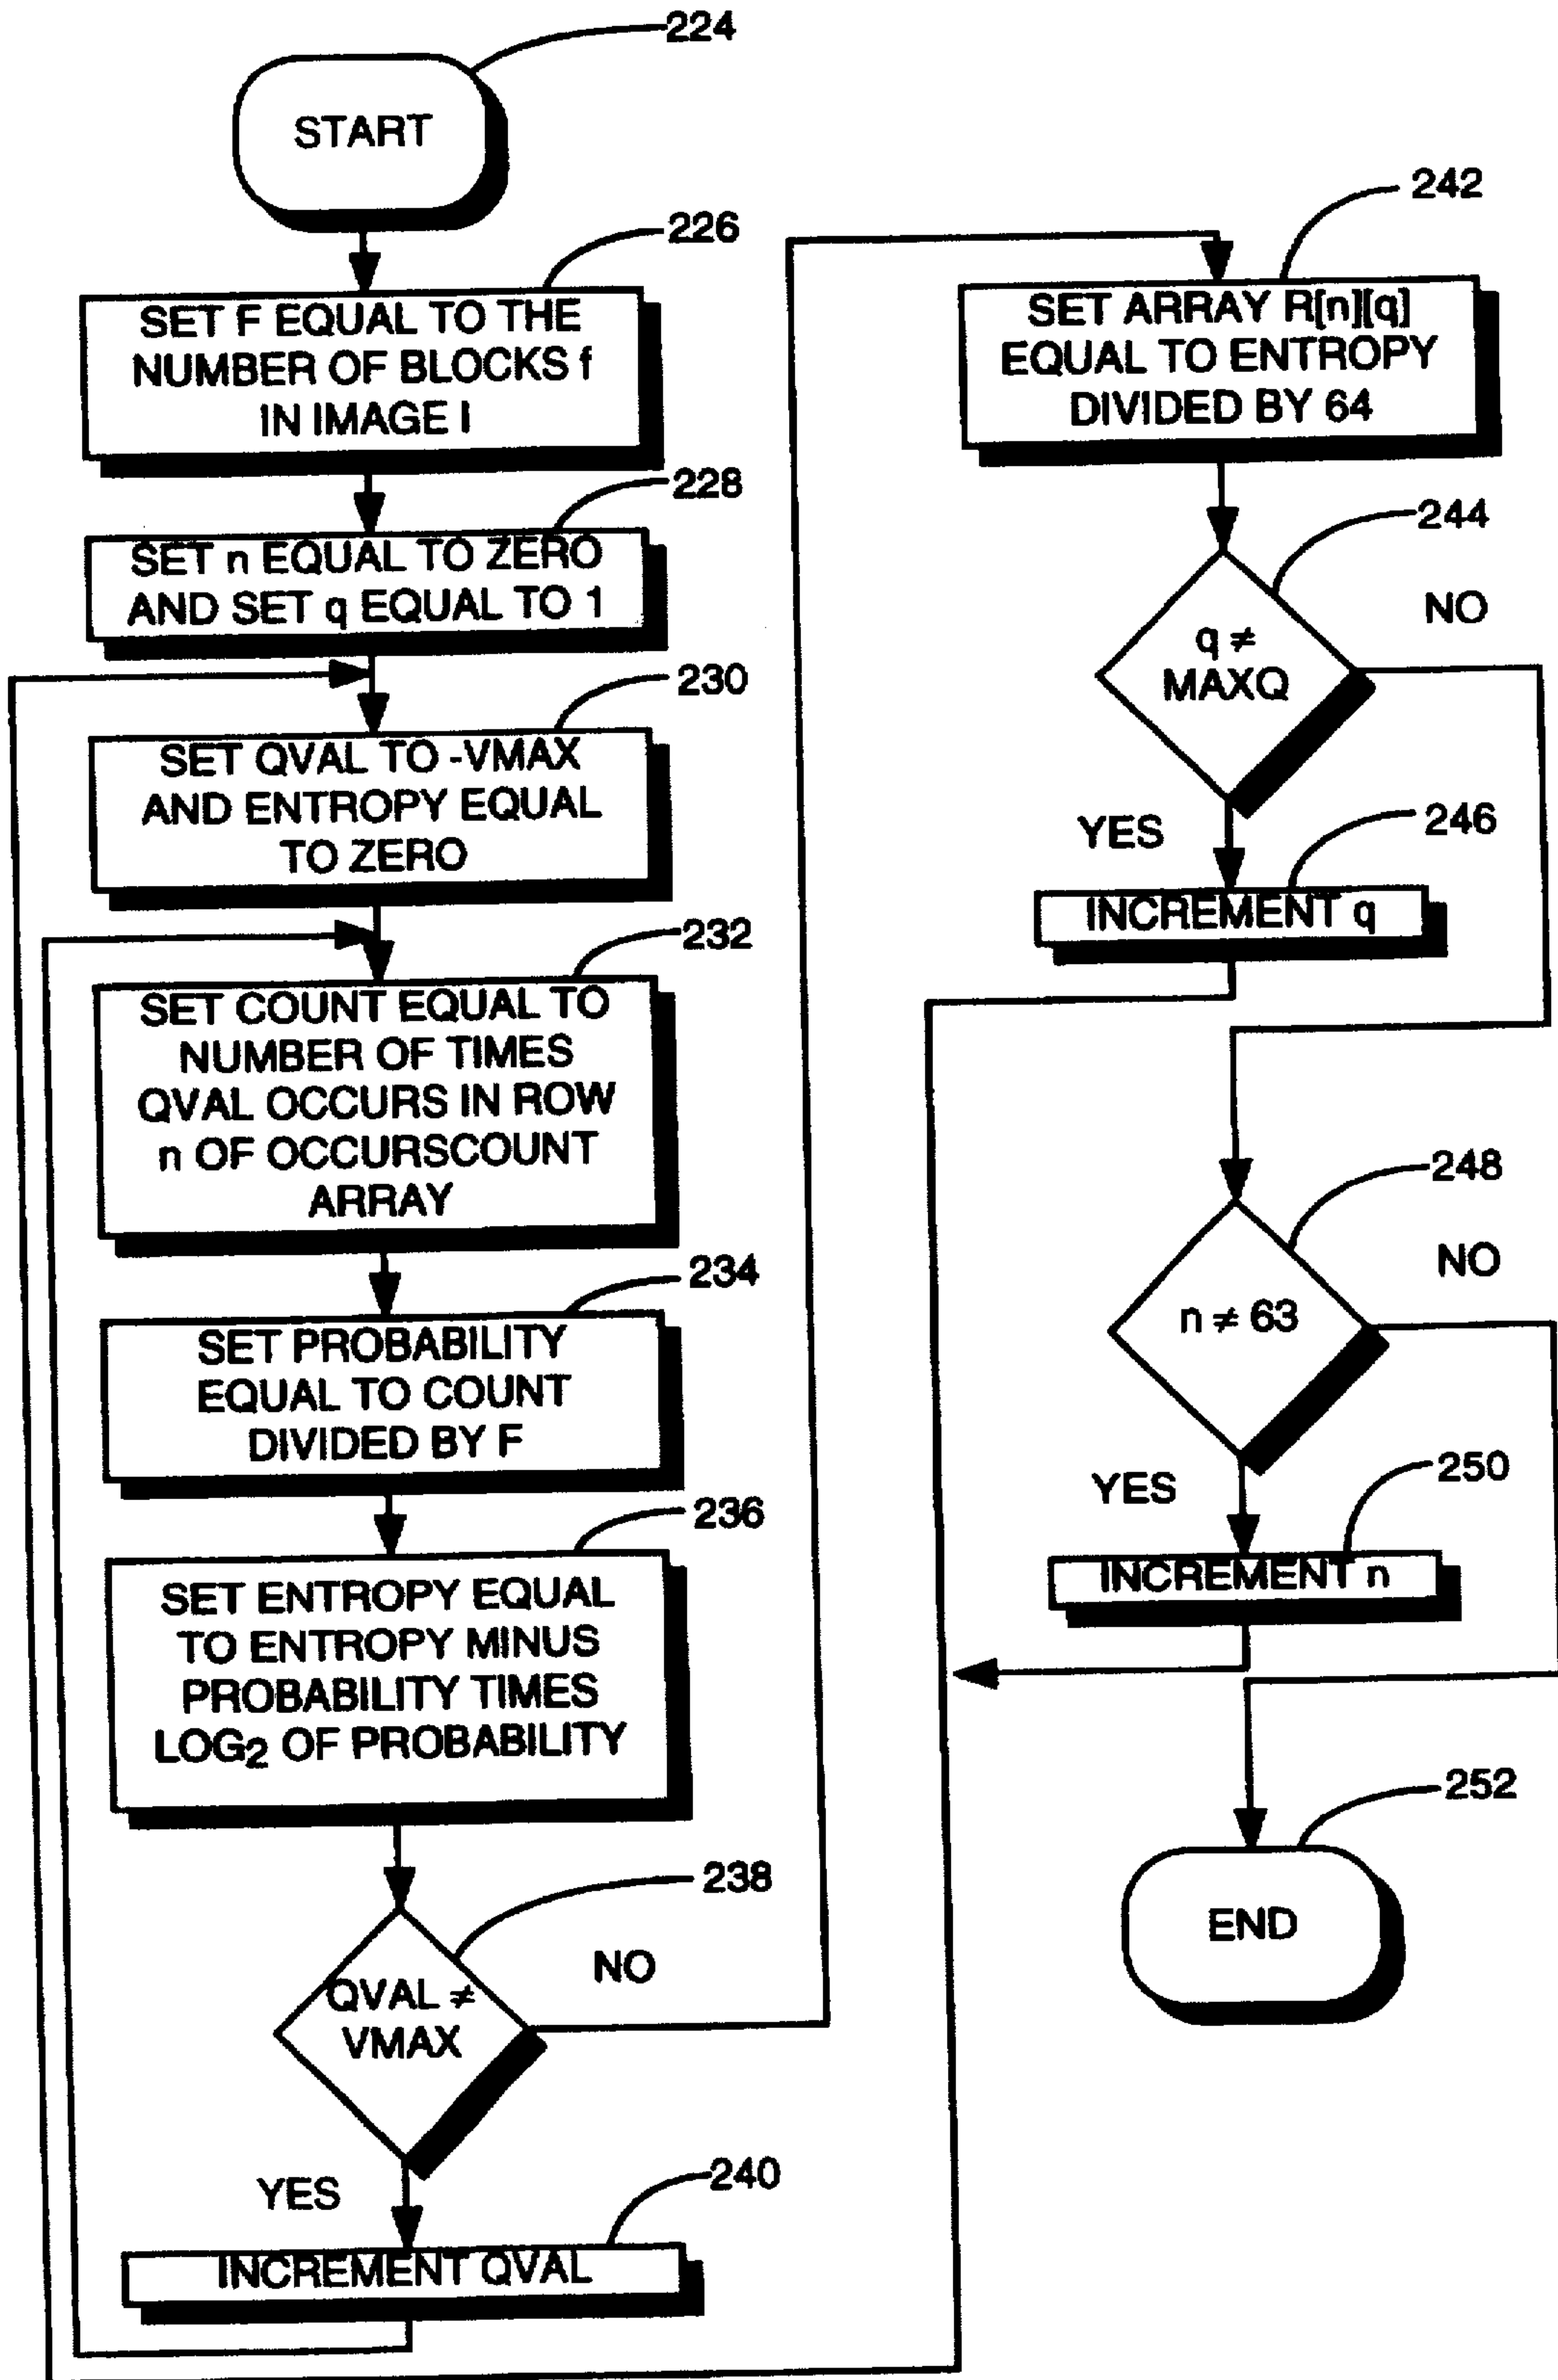 224
START
226
SET F EQUAL TO THE
NUMBER OF BLOCKS f
IN IMAGE I
228
SET n EQUAL TO ZERO
AND SET q EQUAL TO 1
230
SET QVAL TO -VMAX
AND ENTROPY EQUAL
TO ZERO
232
SET COUNT EQUAL TO
NUMBER OF TIMES
QVAL OCCURS IN ROW
n OF OCCURSCOUNT
ARRAY
234
SET PROBABILITY
EQUAL TO COUNT
DIVIDED BY F
236
SET ENTROPY EQUAL
TO ENTROPY MINUS
PROBABILITY TIMES
LOG₂ OF PROBABILITY
238
NO
QVAL ≠
VMAX
YES
240
INCREMENT QVAL
242
SET ARRAY R[n][q]
EQUAL TO ENTROPY
DIVIDED BY 64
244
NO
q ≠
MAXQ
YES
246
INCREMENT q
248
NO
n ≠ 63
YES
250
INCREMENT n
252
END